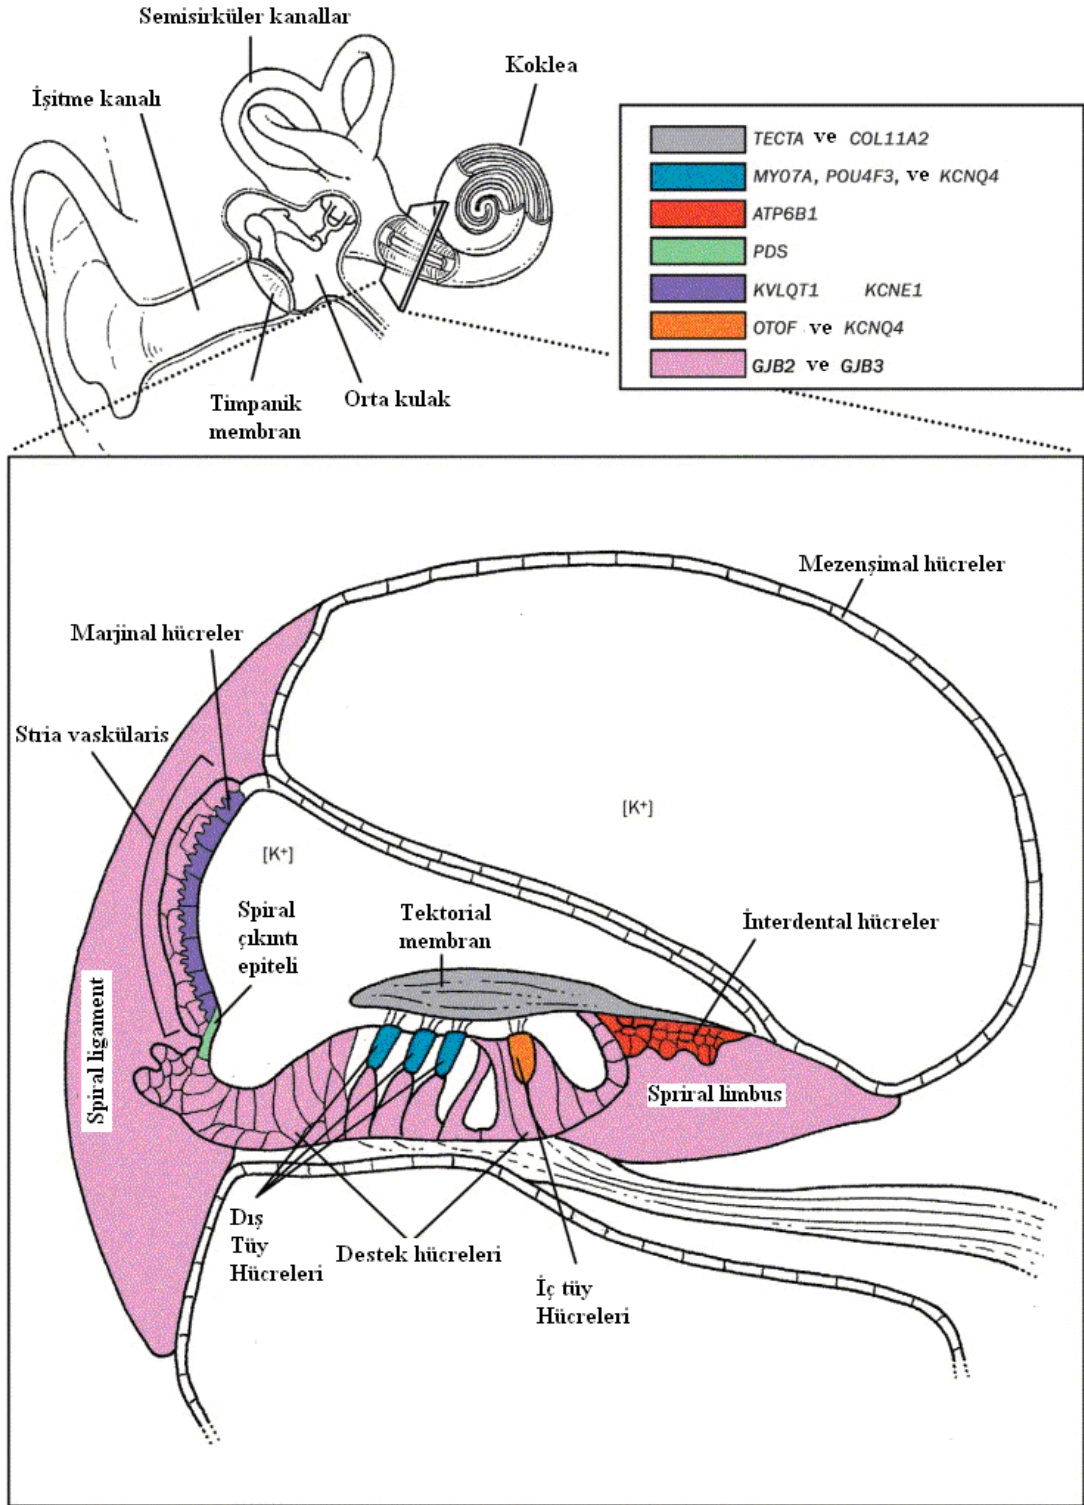 Semisirküler kanallar
Koklea
İşitme kanalı
TECTA ve COL11A2
MYO7A, POU4F3, ve KCNQ4
ATP6B1
PDS
KVLQT1 KCNE1
OTOF ve KCNQ4
GJB2 ve GJB3
Timpanik
membran
Orta kulak
Mezenşimal hücreler
Marjinal hücreler
Stria vaskülaris
[K+]
[K+]
Spiral
çıkıntı
epiteli
Tektorial
membran
İnterdental hücreler
Spiral ligament
Spriral limbus
Dış
Tüy
Hücreleri
Destek hücreleri
İç tüy
Hücreleri